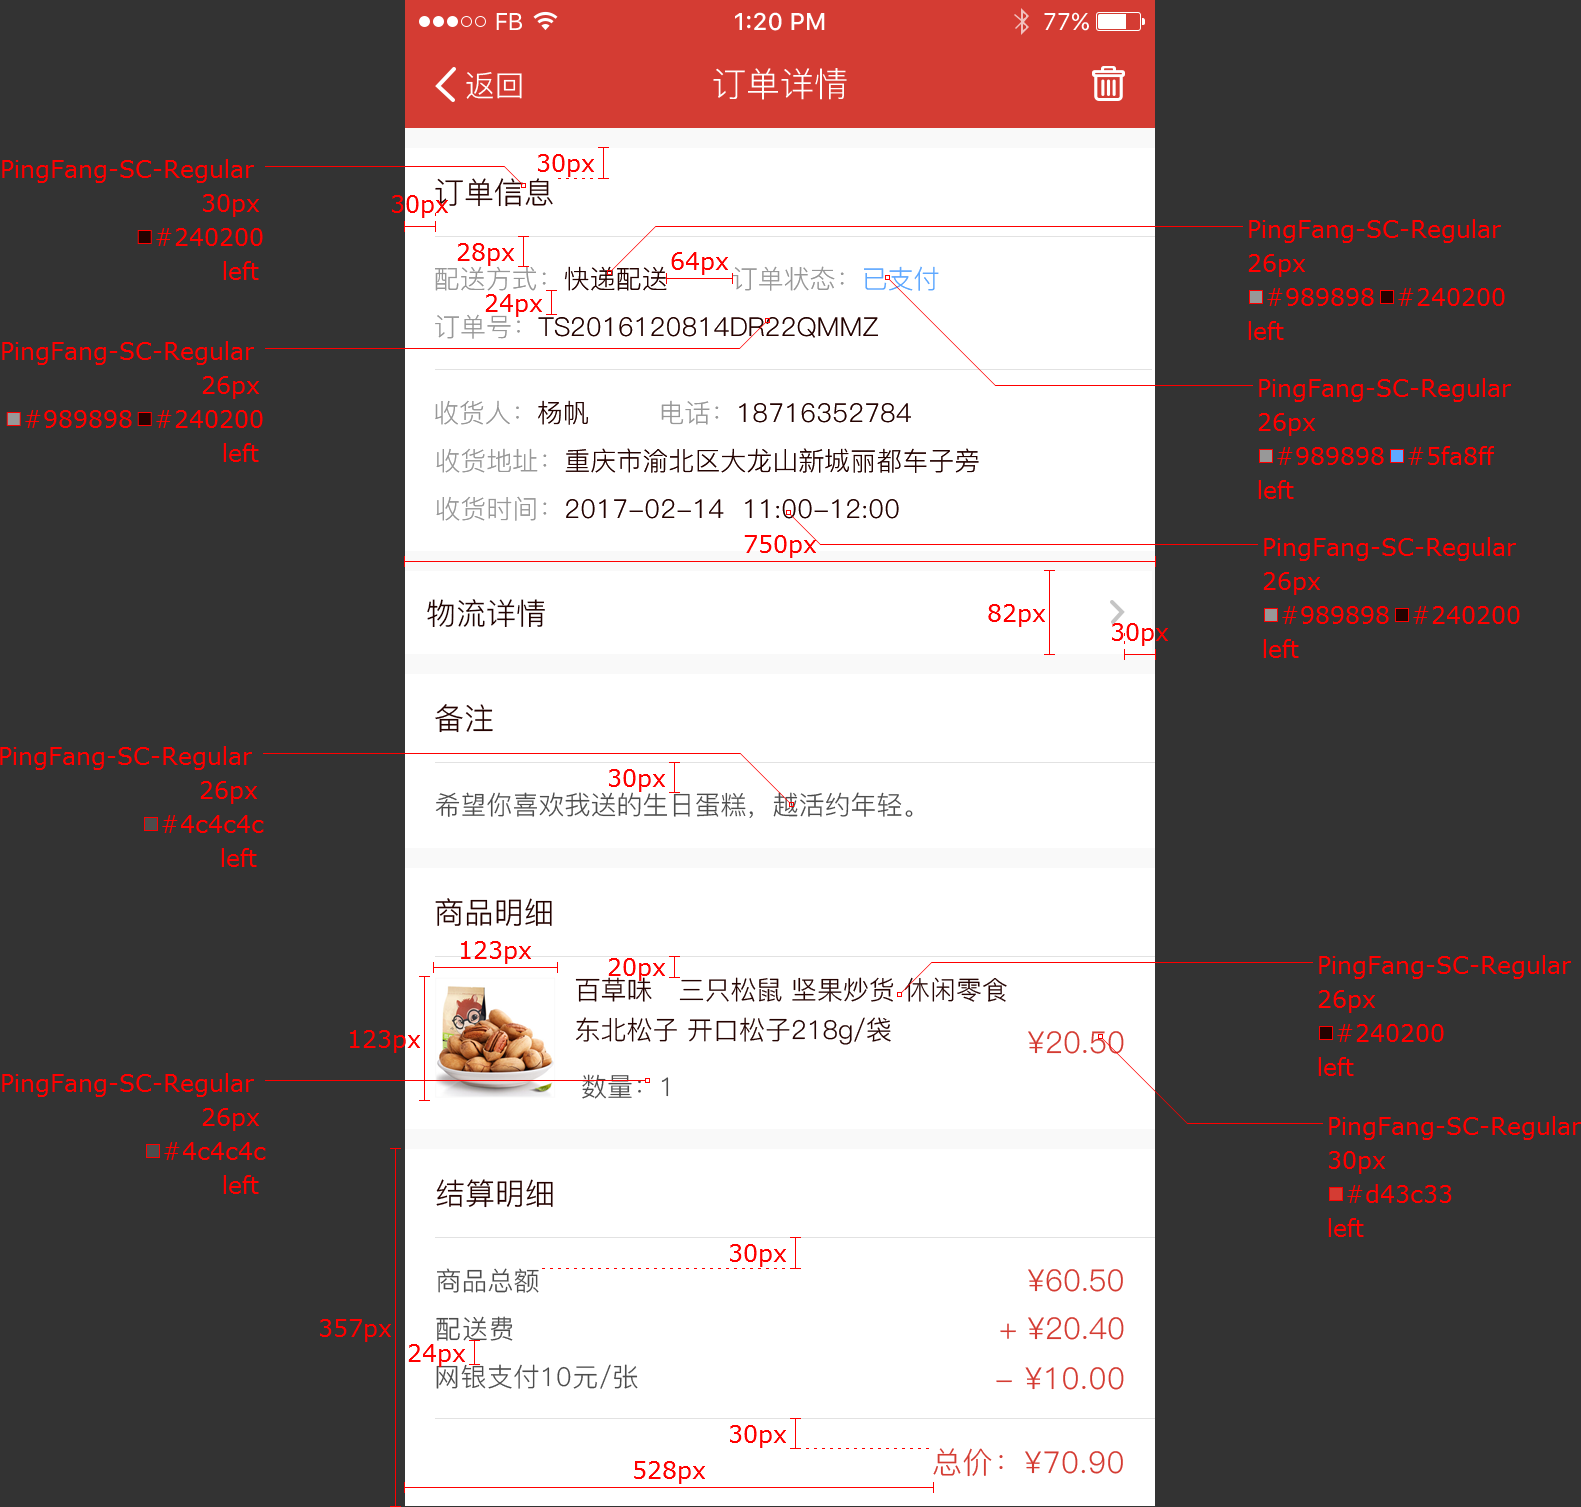 FB 1:20 PM 77%
返回 订单详情
PingFang-SC-Regular
30px
#240200
left
30px
订单信息
30px
28px
配送方式：快递配送 64px 订单状态：已支付
24px
订单号：TS2016120814DR22QMMZ
PingFang-SC-Regular
26px
#989898 #240200
left
PingFang-SC-Regular
26px
#989898 #240200
left
PingFang-SC-Regular
26px
#989898 #5fa8ff
left
收货人：杨帆 电话：18716352784
收货地址：重庆市渝北区大龙山新城丽都车子旁
收货时间：2017-02-14 11:00-12:00
750px
PingFang-SC-Regular
26px
#989898 #240200
left
物流详情 82px
30px
备注
PingFang-SC-Regular
26px
#4c4c4c
left
30px
希望你喜欢我送的生日蛋糕，越活约年轻。
商品明细
123px
20px
123px
百草味 三只松鼠 坚果炒货 休闲零食
东北松子 开口松子218g/袋
¥20.50
数量：1
PingFang-SC-Regular
26px
#240200
left
PingFang-SC-Regular
26px
#4c4c4c
left
PingFang-SC-Regular
30px
#d43c33
left
结算明细
30px
商品总额 ¥60.50
357px
配送费 + ¥20.40
24px
网银支付10元/张 - ¥10.00
30px
总价：¥70.90
528px